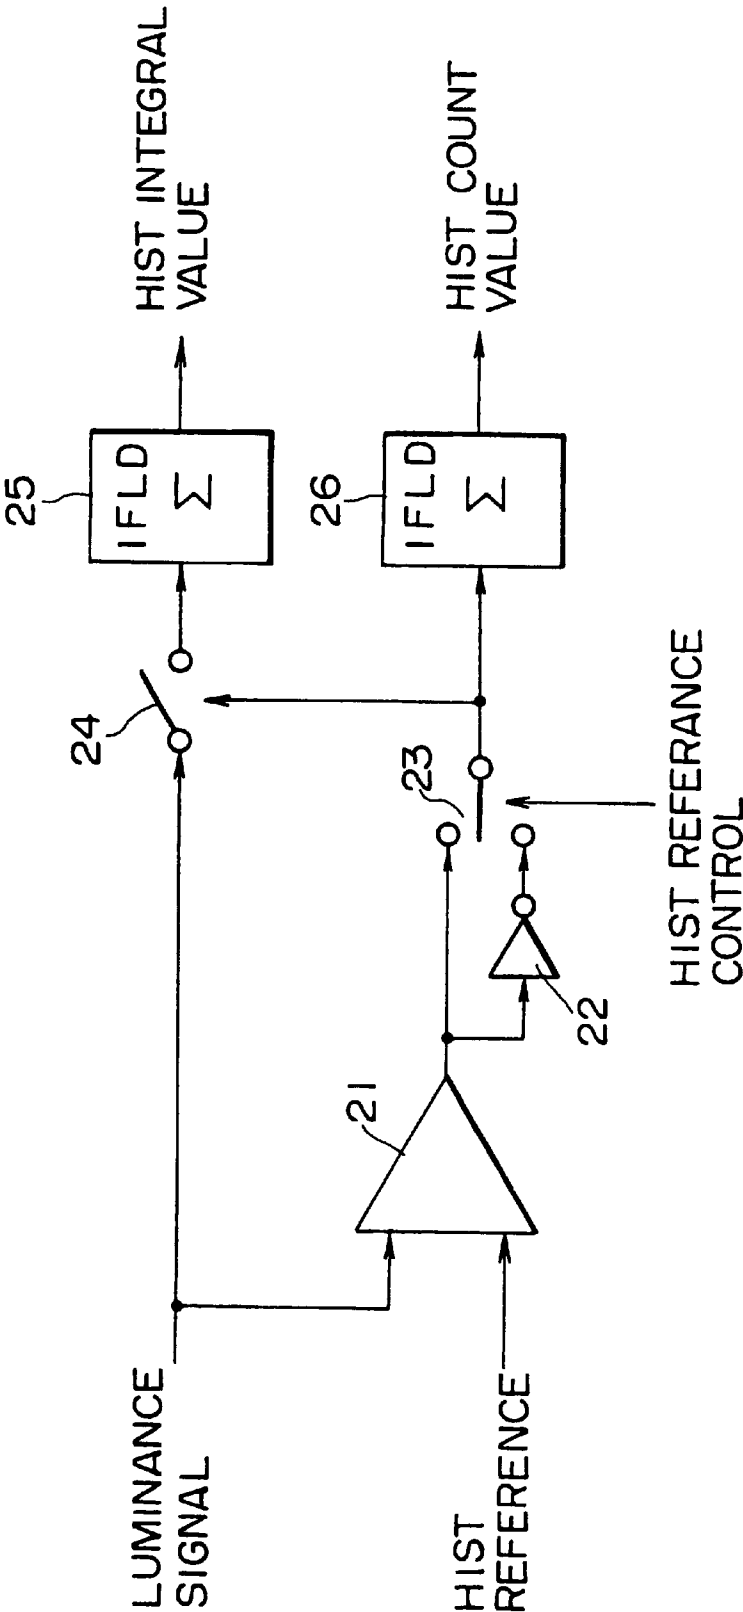 LUMINANCE
SIGNAL
HIST
REFERENCE
21
22
23
24
HIST REFERANCE
CONTROL
25
IFLD
Σ
26
IFLD
Σ
HIST INTEGRAL
VALUE
HIST COUNT
VALUE